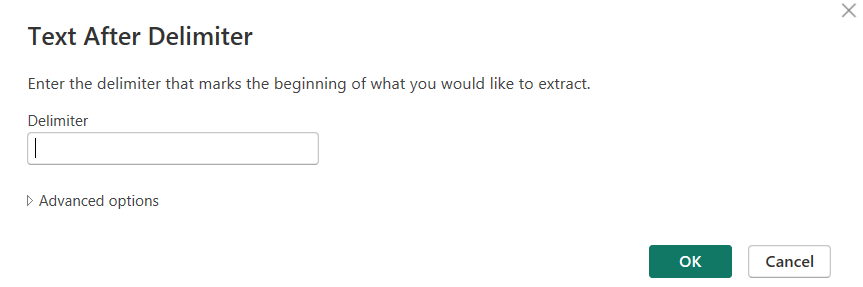 Text After Delimiter
Enter the delimiter that marks the beginning of what you would like to extract.
Delimiter
Advanced options
OK
Cancel